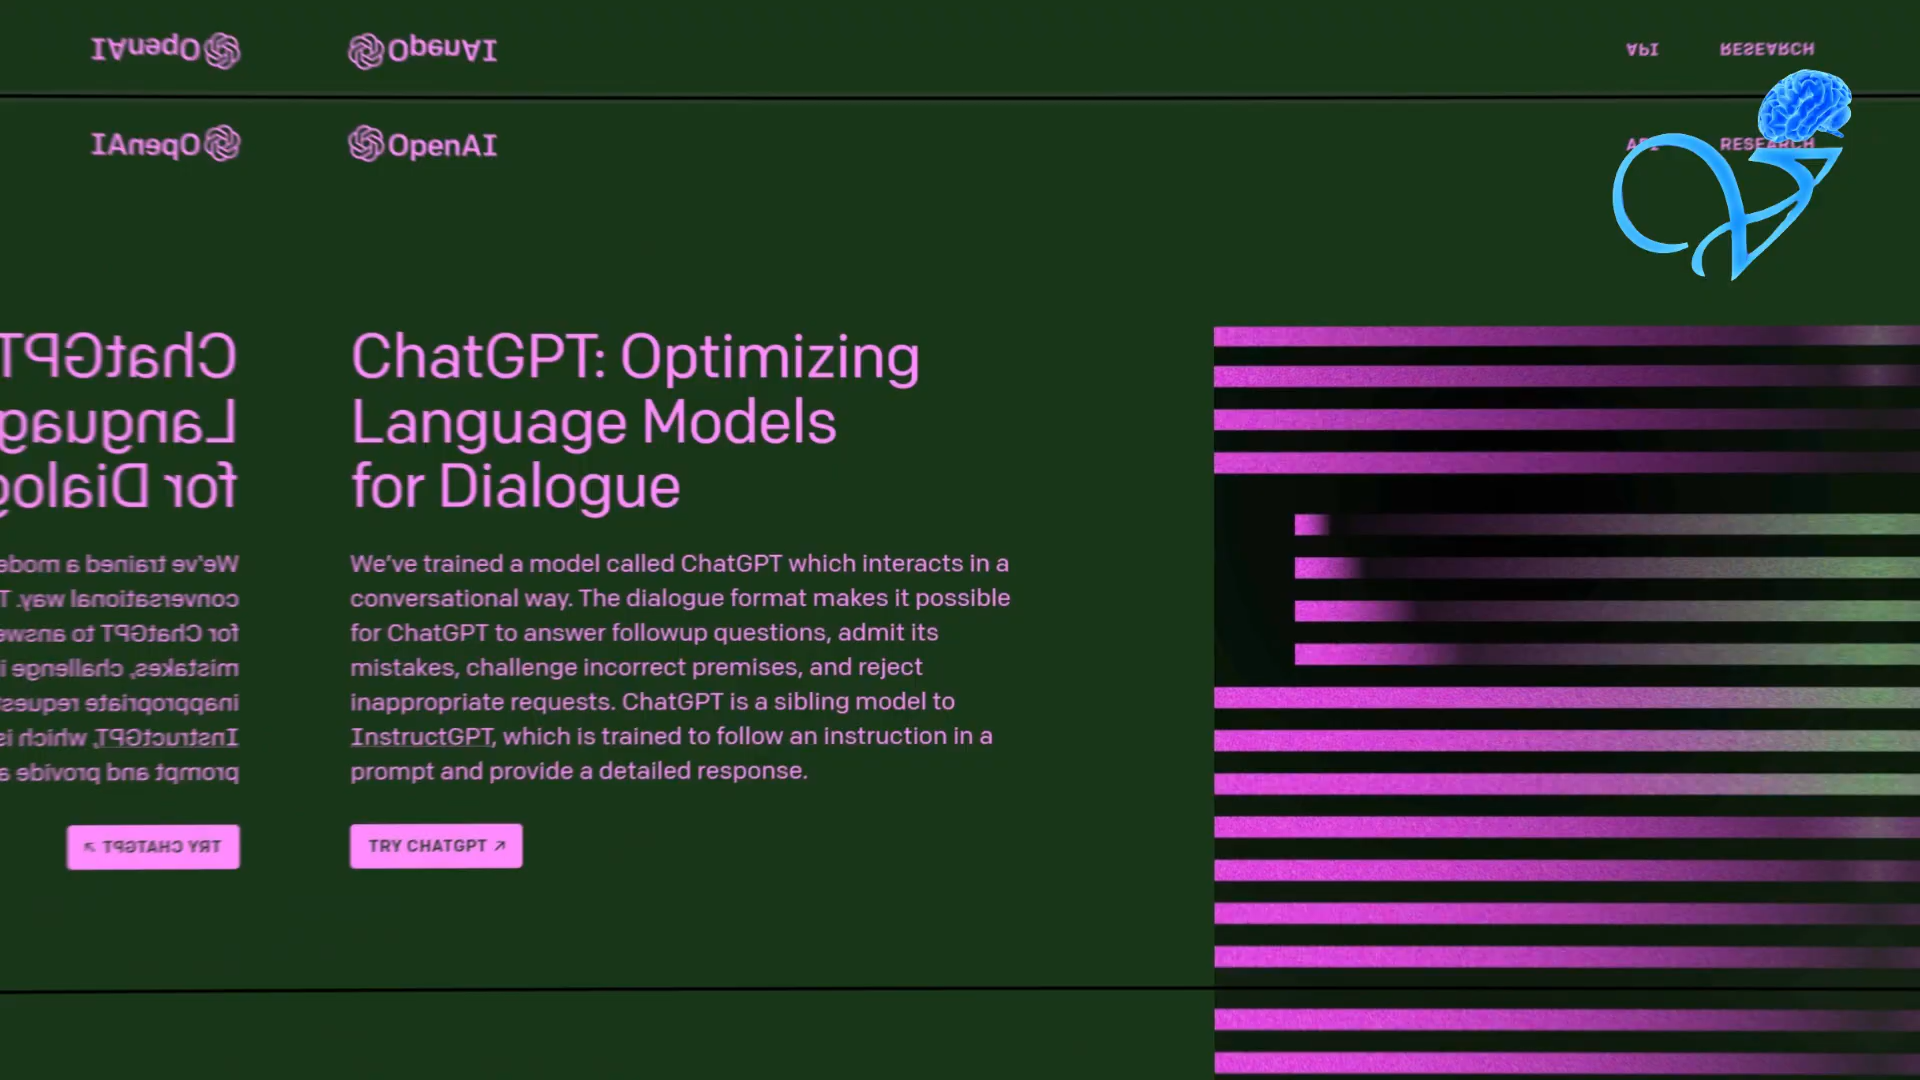 OpenAI
API RESEARCH
OpenAI
API RESEARCH
ChatGPT: Optimizing
Language Models
for Dialogue
We've trained a model called ChatGPT which interacts in a
conversational way. The dialogue format makes it possible
for ChatGPT to answer followup questions, admit its
mistakes, challenge incorrect premises, and reject
inappropriate requests. ChatGPT is a sibling model to
InstructGPT, which is trained to follow an instruction in a
prompt and provide a detailed response.
TRY CHATGPT ↗